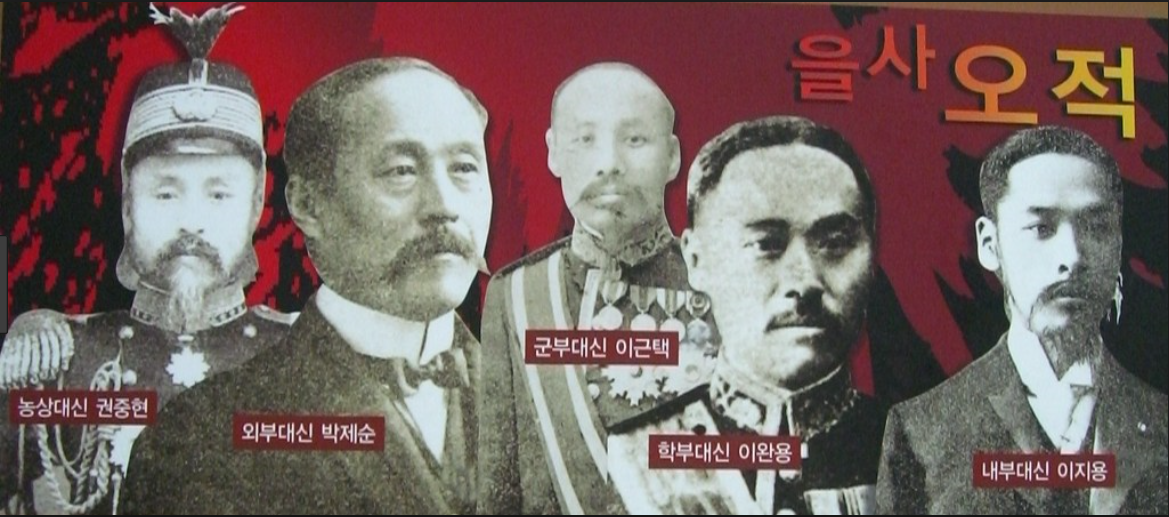 을사오적
농상대신 권중현
외부대신 박제순
군부대신 이근택
학부대신 이완용
내부대신 이지용